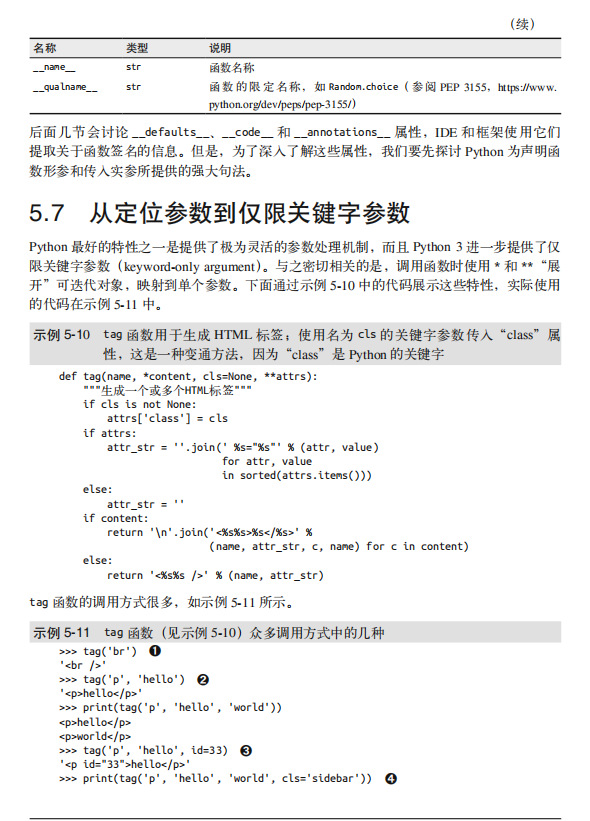 （续）
名称 类型 说明
__name__ str 函数名称
__qualname__ str 函数的限定名称，如 Random.choice（参阅 PEP 3155，https://www.
python.org/dev/peps/pep-3155/）
后面几节会讨论 __defaults__、__code__ 和 __annotations__ 属性，IDE 和框架使用它们
提取关于函数签名的信息。但是，为了深入了解这些属性，我们要先探讨 Python 为声明函
数形参和传入实参所提供的强大句法。
5.7 从定位参数到仅限关键字参数
Python 最好的特性之一是提供了极为灵活的参数处理机制，而且 Python 3 进一步提供了仅
限关键字参数（keyword-only argument）。与之密切相关的是，调用函数时使用 * 和 ** “展
开”可迭代对象，映射到单个参数。下面通过示例 5-10 中的代码展示这些特性，实际使用
的代码在示例 5-11 中。
示例 5-10 tag 函数用于生成 HTML 标签；使用名为 cls 的关键字参数传入“class”属
性，这是一种变通方法，因为“class”是 Python 的关键字
def tag(name, *content, cls=None, **attrs):
    """生成一个或多个HTML标签"""
    if cls is not None:
        attrs['class'] = cls
    if attrs:
        attr_str = ''.join(' %s="%s"' % (attr, value)
                           for attr, value
                           in sorted(attrs.items()))
    else:
        attr_str = ''
    if content:
        return '\n'.join('<%s%s>%s</%s>' %
                         (name, attr_str, c, name) for c in content)
    else:
        return '<%s%s />' % (name, attr_str)
tag 函数的调用方式很多，如示例 5-11 所示。
示例 5-11 tag 函数（见示例 5-10）众多调用方式中的几种
>>> tag('br') ❶
'<br />'
>>> tag('p', 'hello') ❷
'<p>hello</p>'
>>> print(tag('p', 'hello', 'world'))
<p>hello</p>
<p>world</p>
>>> tag('p', 'hello', id=33) ❸
'<p id="33">hello</p>'
>>> print(tag('p', 'hello', 'world', cls='sidebar')) ❹